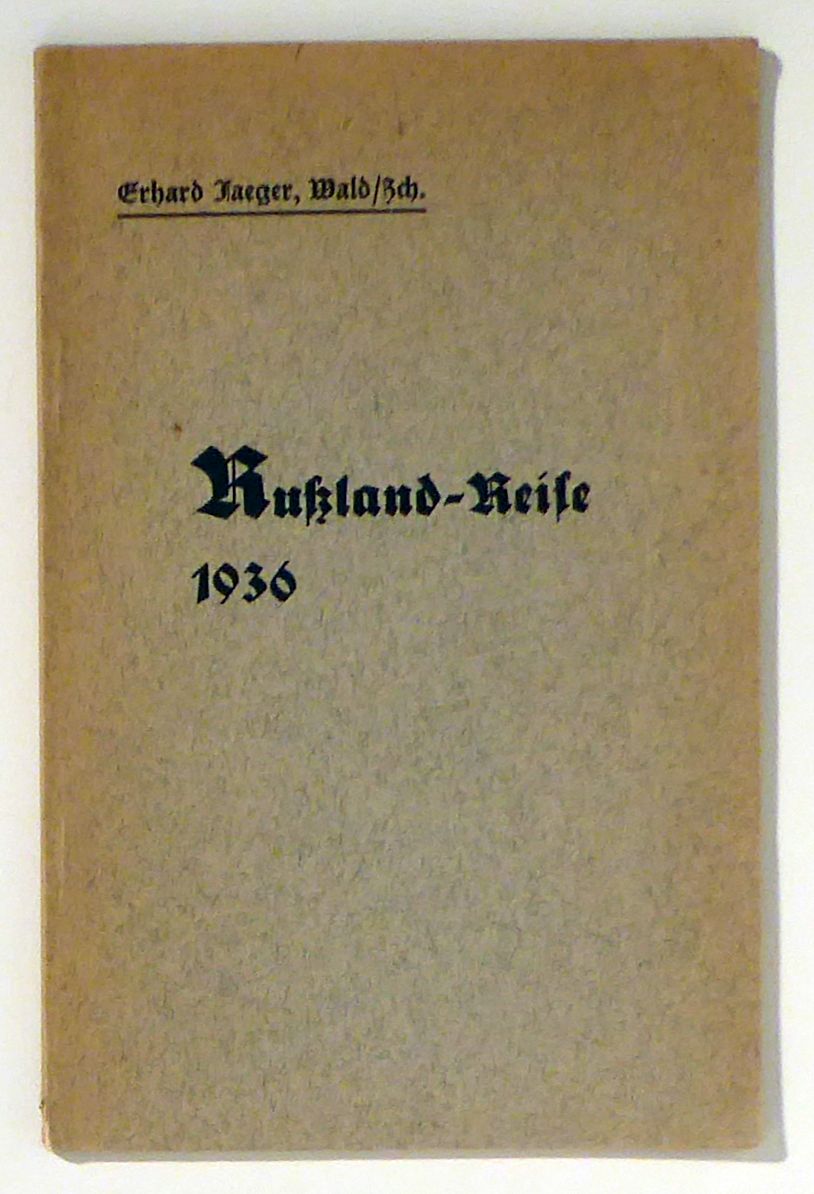 Erhard Jaeger, Wald/Zch.
Rußland-Reise
1936